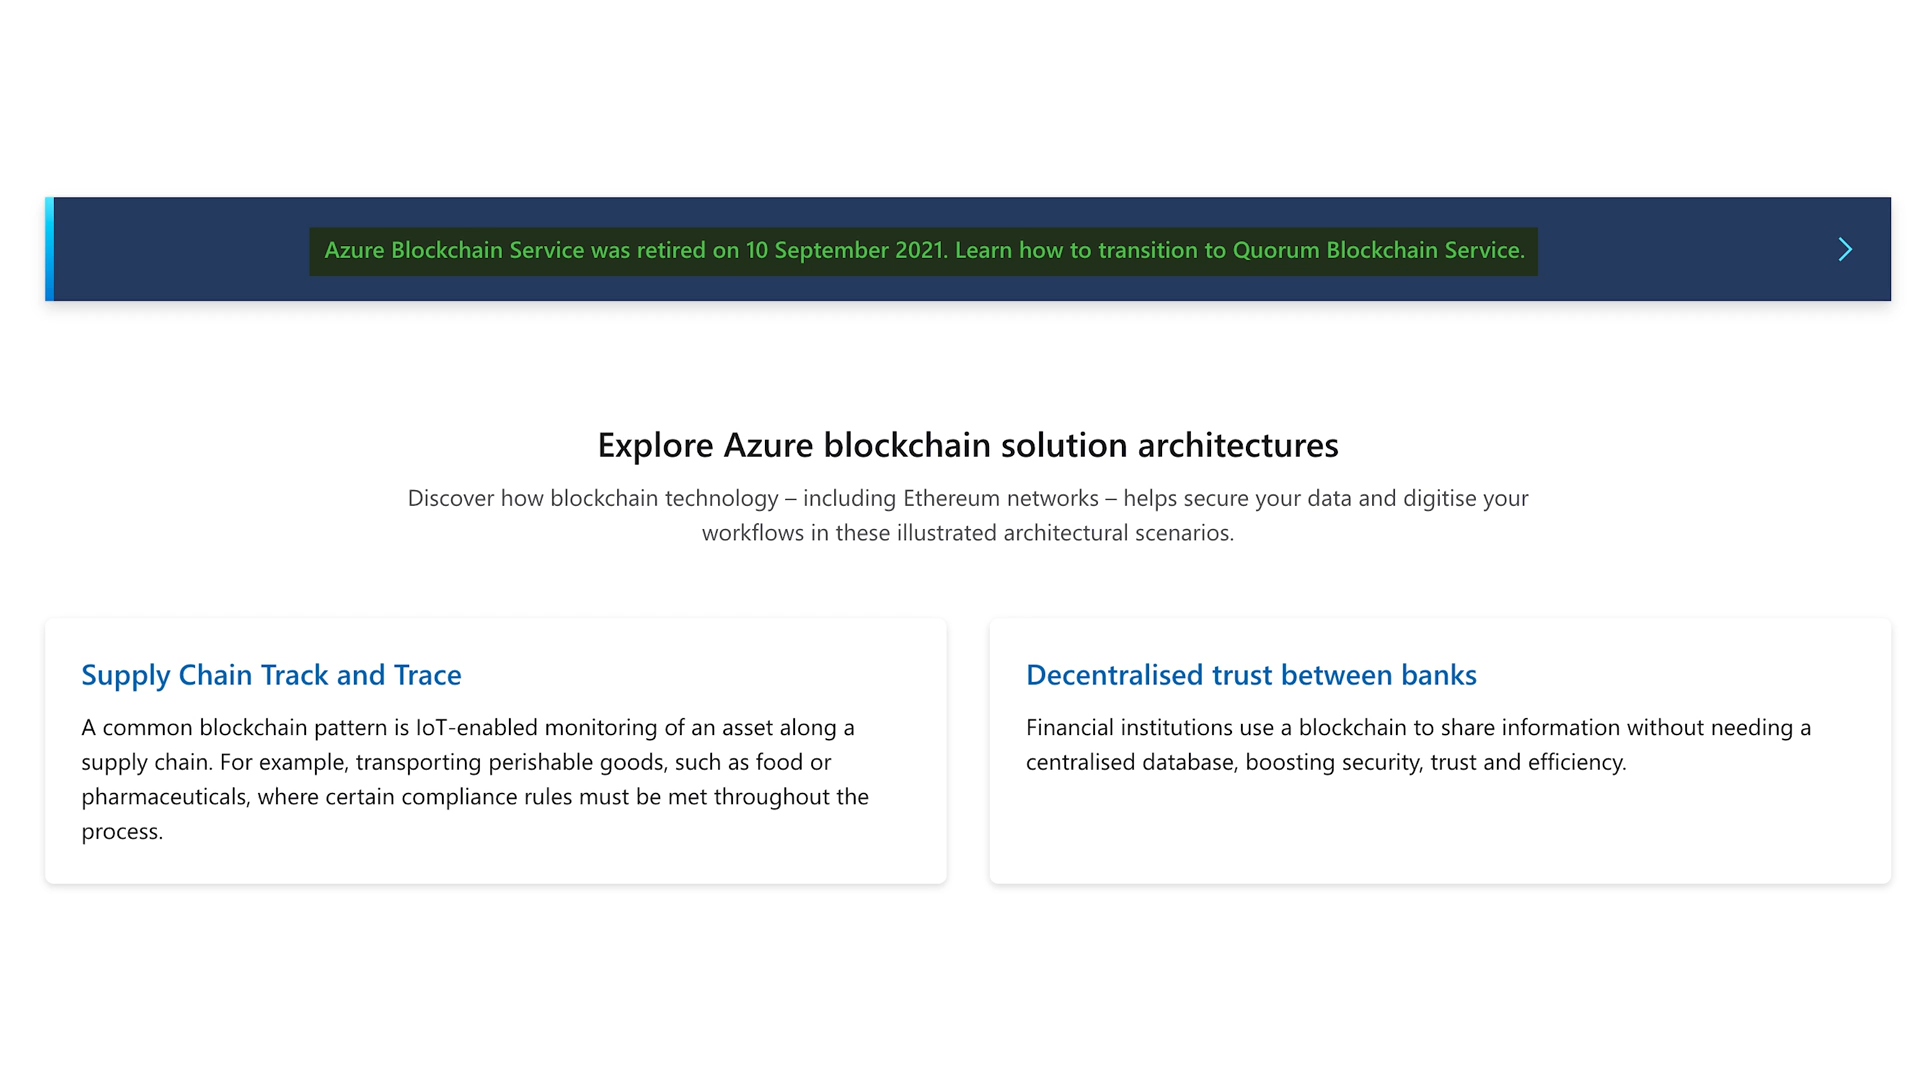 Azure Blockchain Service was retired on 10 September 2021. Learn how to transition to Quorum Blockchain Service.
Explore Azure blockchain solution architectures
Discover how blockchain technology – including Ethereum networks – helps secure your data and digitise your
workflows in these illustrated architectural scenarios.
Supply Chain Track and Trace
A common blockchain pattern is IoT-enabled monitoring of an asset along a
supply chain. For example, transporting perishable goods, such as food or
pharmaceuticals, where certain compliance rules must be met throughout the
process.
Decentralised trust between banks
Financial institutions use a blockchain to share information without needing a
centralised database, boosting security, trust and efficiency.